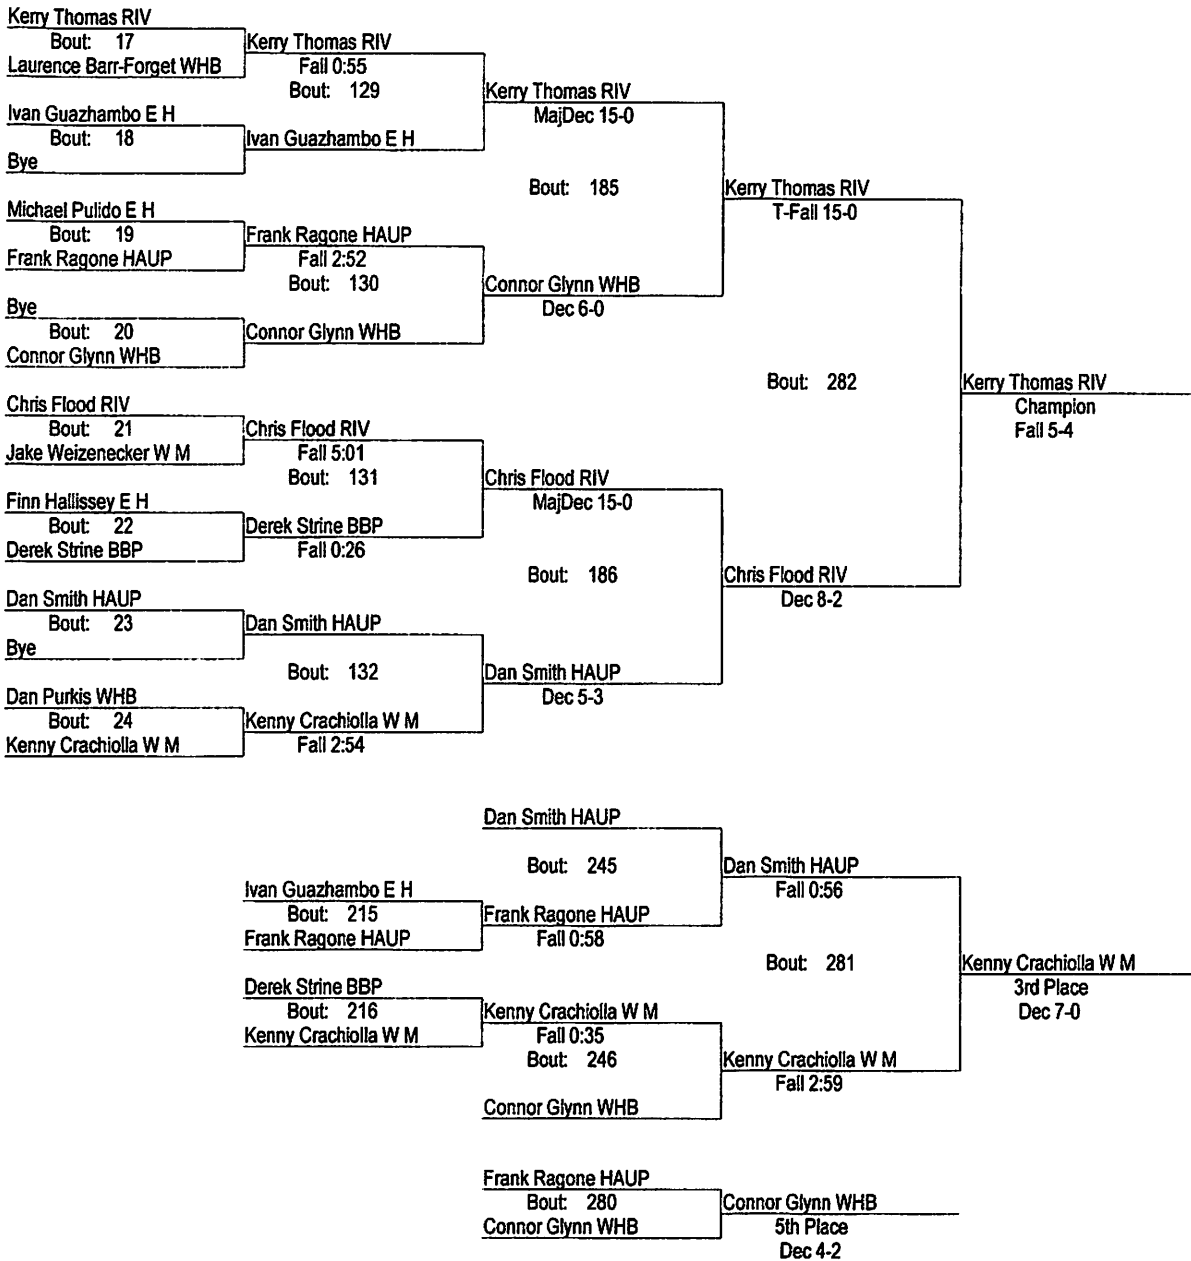 Kerry Thomas RIV
Bout: 17
Laurence Barr-Forget WHB
Kerry Thomas RIV
Fall 0:55
Bout: 129
Ivan Guazhambo E H
Bout: 18
Bye
Ivan Guazhambo E H
Kerry Thomas RIV
MajDec 15-0
Bout: 185
Michael Pulido E H
Bout: 19
Frank Ragone HAUP
Frank Ragone HAUP
Fall 2:52
Bout: 130
Bye
Bout: 20
Connor Glynn WHB
Connor Glynn WHB
Connor Glynn WHB
Dec 6-0
Kerry Thomas RIV
T-Fall 15-0
Bout: 282
Chris Flood RIV
Bout: 21
Jake Weizenecker W M
Chris Flood RIV
Fall 5:01
Bout: 131
Finn Hallissey E H
Bout: 22
Derek Strine BBP
Derek Strine BBP
Fall 0:26
Chris Flood RIV
MajDec 15-0
Bout: 186
Dan Smith HAUP
Bout: 23
Bye
Dan Smith HAUP
Bout: 132
Dan Purkis WHB
Bout: 24
Kenny Crachiolla W M
Kenny Crachiolla W M
Fall 2:54
Dan Smith HAUP
Dec 5-3
Chris Flood RIV
Dec 8-2
Kerry Thomas RIV
Champion
Fall 5-4
Dan Smith HAUP
Bout: 245
Ivan Guazhambo E H
Bout: 215
Frank Ragone HAUP
Frank Ragone HAUP
Fall 0:58
Dan Smith HAUP
Fall 0:56
Bout: 281
Derek Strine BBP
Bout: 216
Kenny Crachiolla W M
Kenny Crachiolla W M
Fall 0:35
Bout: 246
Connor Glynn WHB
Kenny Crachiolla W M
Fall 2:59
Kenny Crachiolla W M
3rd Place
Dec 7-0
Frank Ragone HAUP
Bout: 280
Connor Glynn WHB
Connor Glynn WHB
5th Place
Dec 4-2